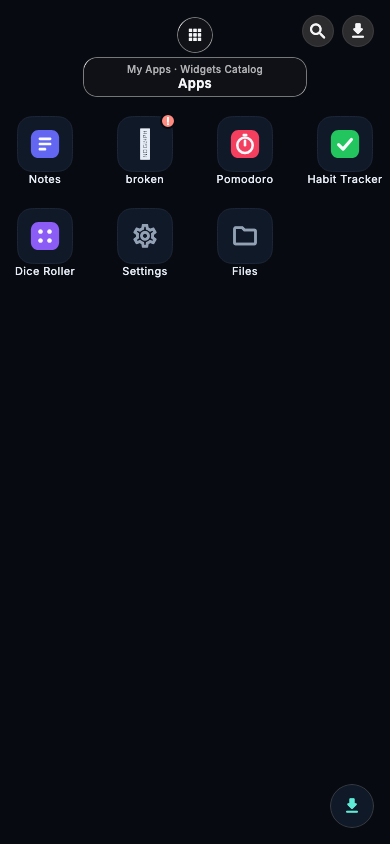 My Apps · Widgets Catalog
Apps
Notes
broken
Pomodoro
Habit Tracker
Dice Roller
Settings
Files